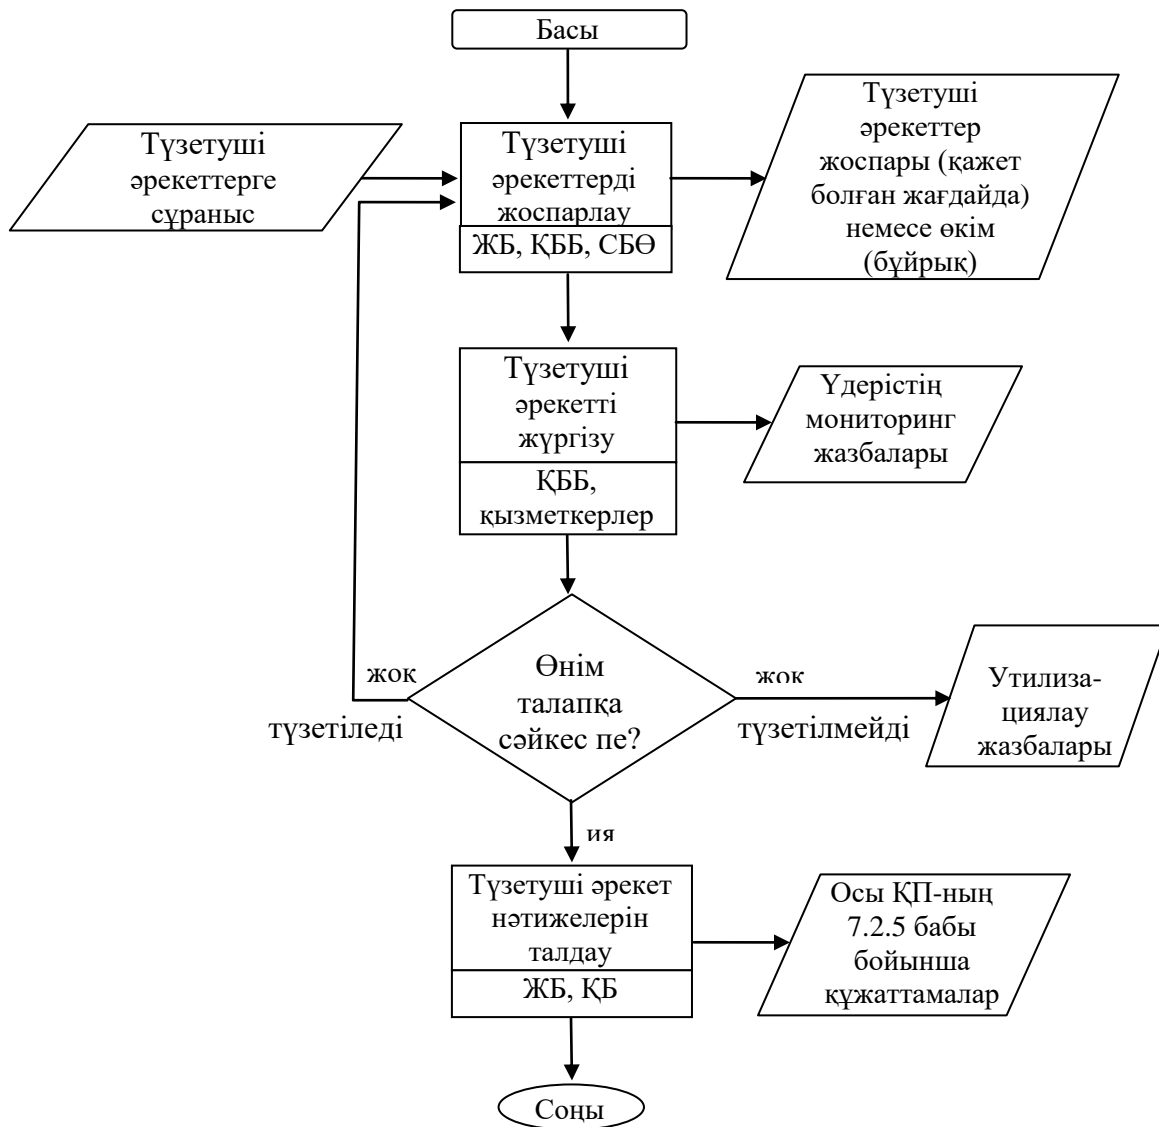 Басы
Түзетуші
әрекеттерге
сұраныс
Түзетуші
әрекеттерді
жоспарлау
ЖБ, ҚББ, СБӨ
Түзетуші
әрекеттер
жоспары (қажет
болған жағдайда)
немесе өкім
(бұйрық)
Түзетуші
әрекетті
жүргізу
ҚББ,
қызметкерлер
Үдерістің
мониторинг
жазбалары
Өнім
талапқа
сәйкес пе?
жоқ
түзетіледі
жоқ
түзетілмейді
Утилиза-
циялау
жазбалары
ия
Түзетуші әрекет
нәтижелерін
талдау
ЖБ, ҚБ
Осы ҚП-ның
7.2.5 бабы
бойынша
құжаттамалар
Соңы